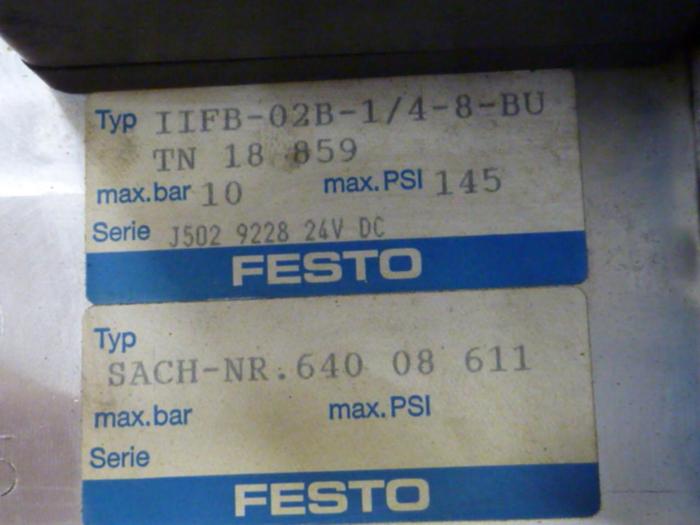 Typ IIFB-02B-1/4-8-BU
TN 18 859
max.bar 10 max.PSI 145
Serie J502 9228 24V DC
FESTO
Typ
SACH-NR.640 08 611
max.bar max.PSI
Serie
FESTO